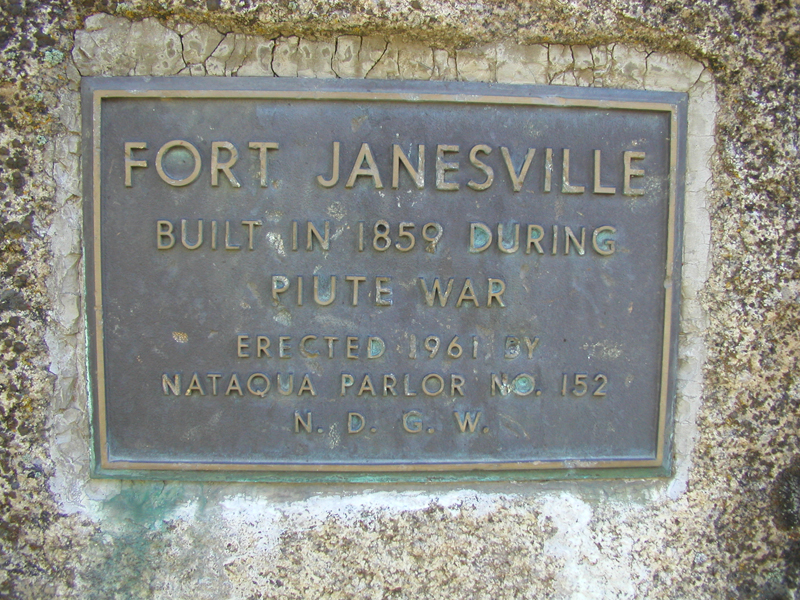 FORT JANESVILLE
BUILT IN 1859 DURING
PIUTE WAR
ERECTED 1961 BY
NATAQUA PARLOR NO. 152
N. D. G. W.